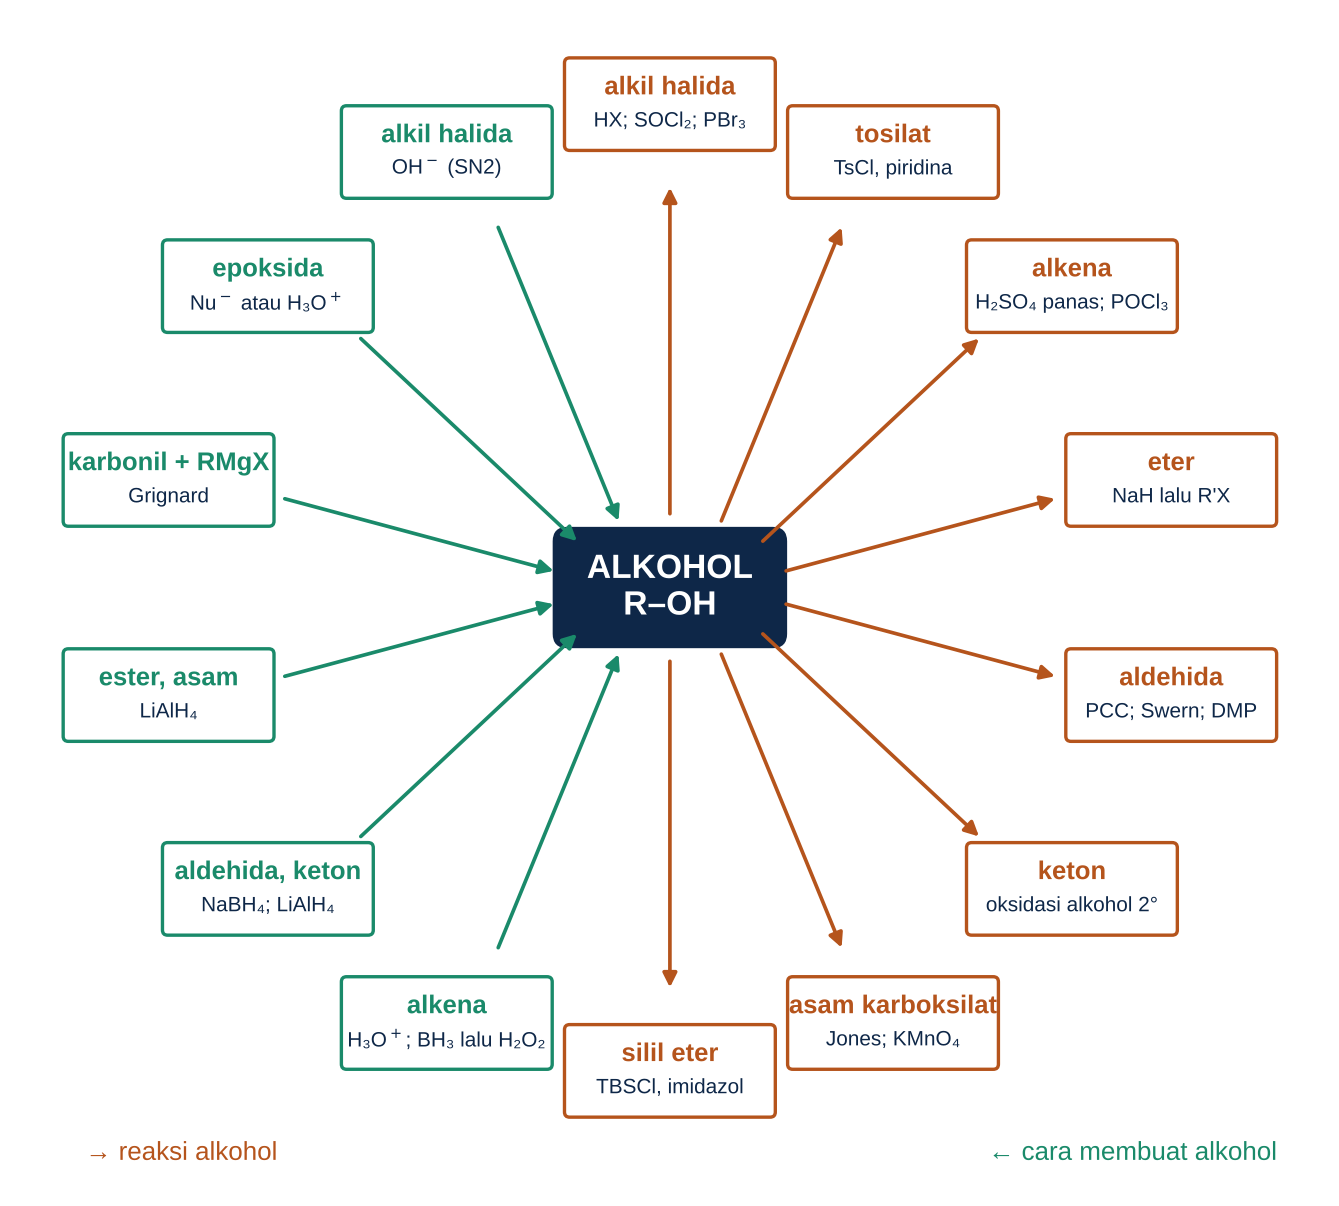 alkil halida
HX; SOCl₂; PBr₃
alkil halida
OH⁻ (SN2)
tosilat
TsCl, piridina
epoksida
Nu⁻ atau H₃O⁺
alkena
H₂SO₄ panas; POCl₃
karbonil + RMgX
Grignard
eter
NaH lalu R'X
ALKOHOL
R–OH
ester, asam
LiAlH₄
aldehida
PCC; Swern; DMP
aldehida, keton
NaBH₄; LiAlH₄
keton
oksidasi alkohol 2°
alkena
H₃O⁺; BH₃ lalu H₂O₂
asam karboksilat
Jones; KMnO₄
silil eter
TBSCl, imidazol
→ reaksi alkohol
← cara membuat alkohol